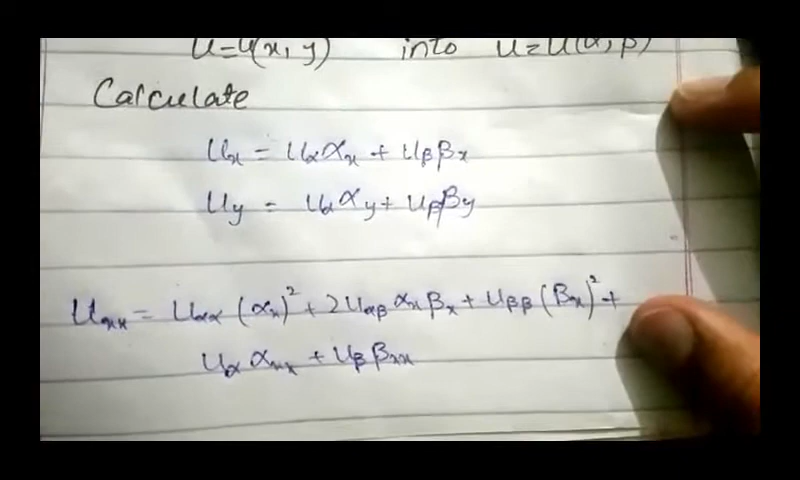 u=u(x, y) into u=u(α, β)
Calculate
uₓ = u_α αₓ + u_β βₓ
u_y = u_α α_y + u_β β_y
uₓₓ = u_αα (αₓ)² + 2u_αβ αₓ βₓ + u_ββ (βₓ)² +
u_α αₓₓ + u_β βₓₓ